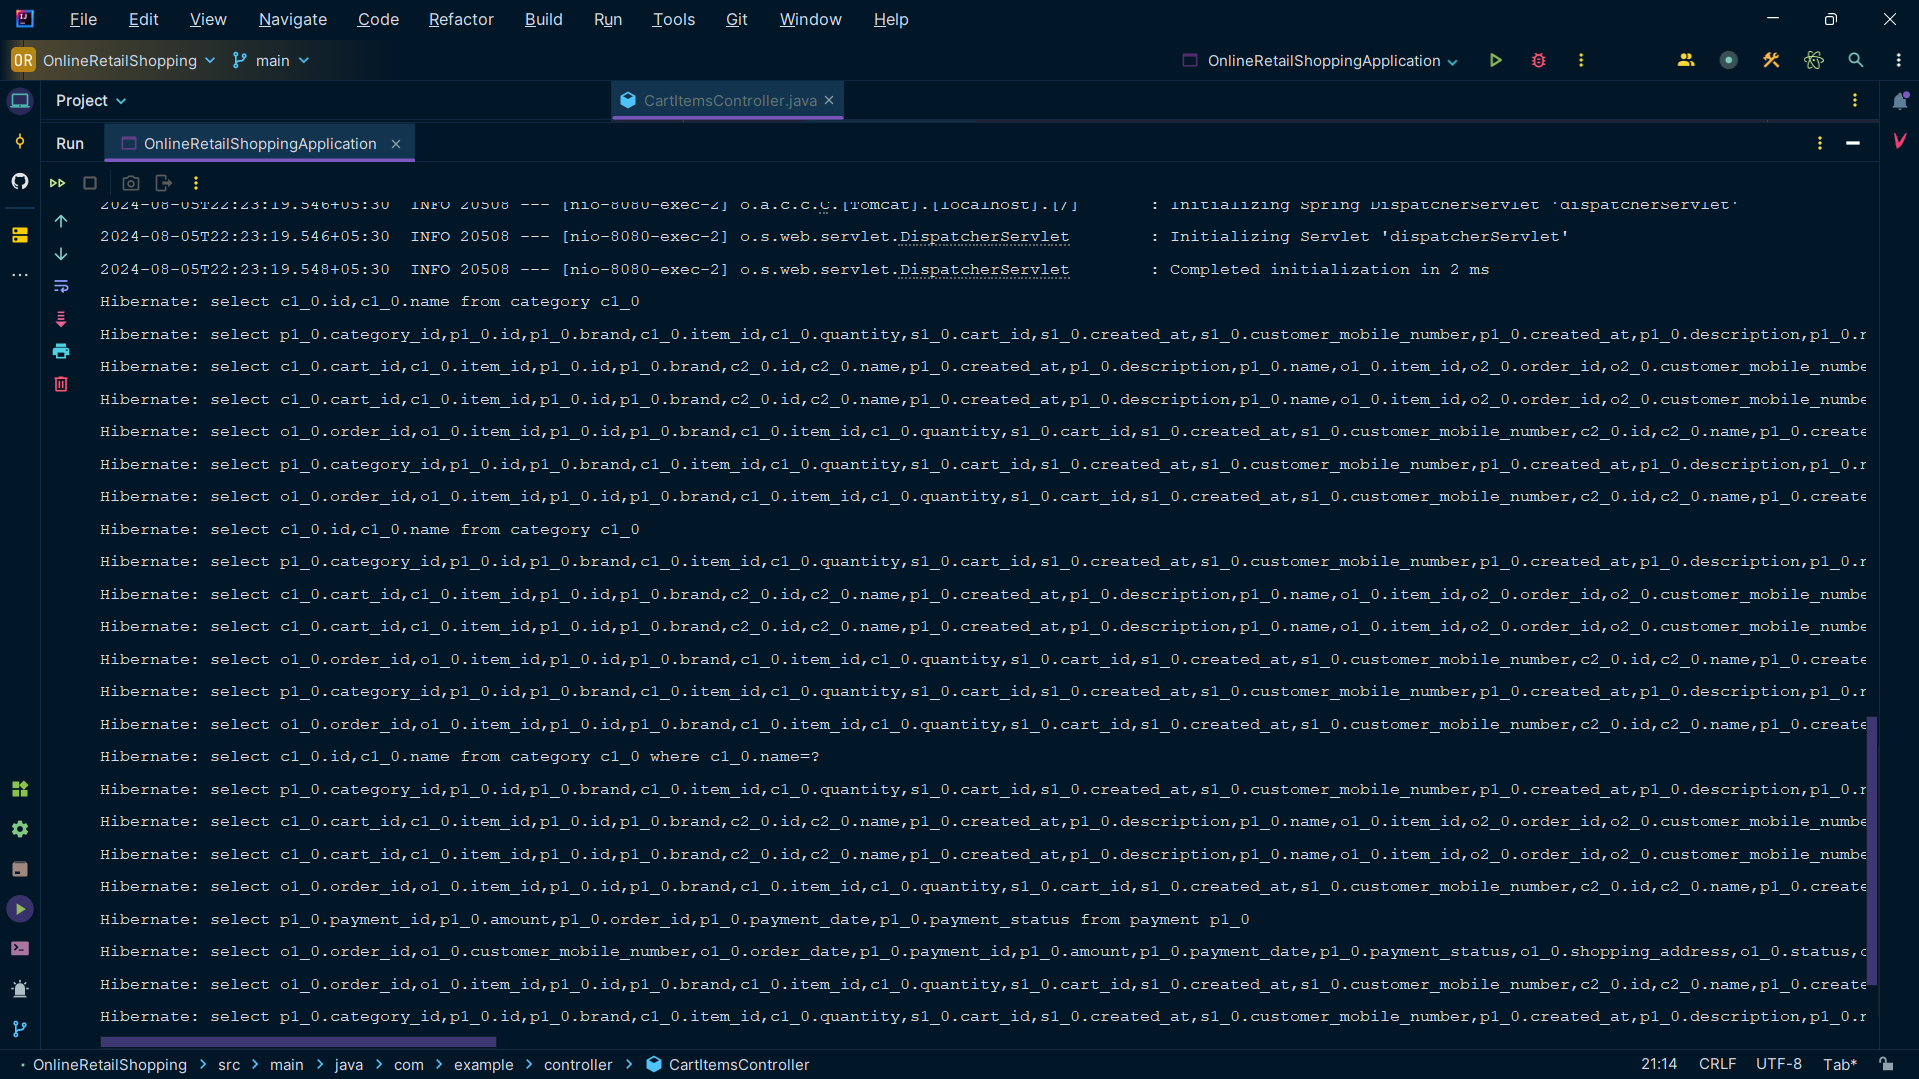 File Edit View Navigate Code Refactor Build Run Tools Git Window Help
OR OnlineRetailShopping main OnlineRetailShoppingApplication
Project CartItemsController.java
Run OnlineRetailShoppingApplication
2024-08-05T22:23:19.546+05:30 INFO 20508 --- [nio-8080-exec-2] o.a.c.c.C.[Tomcat].[localhost].[/] : Initializing Spring DispatcherServlet 'dispatcherServlet'
2024-08-05T22:23:19.546+05:30 INFO 20508 --- [nio-8080-exec-2] o.s.web.servlet.DispatcherServlet : Initializing Servlet 'dispatcherServlet'
2024-08-05T22:23:19.548+05:30 INFO 20508 --- [nio-8080-exec-2] o.s.web.servlet.DispatcherServlet : Completed initialization in 2 ms
Hibernate: select c1_0.id,c1_0.name from category c1_0
Hibernate: select p1_0.category_id,p1_0.id,p1_0.brand,c1_0.item_id,c1_0.quantity,s1_0.cart_id,s1_0.created_at,s1_0.customer_mobile_number,p1_0.created_at,p1_0.description,p1_0.r
Hibernate: select c1_0.cart_id,c1_0.item_id,p1_0.id,p1_0.brand,c2_0.id,c2_0.name,p1_0.created_at,p1_0.description,p1_0.name,o1_0.item_id,o2_0.order_id,o2_0.customer_mobile_numbe
Hibernate: select c1_0.cart_id,c1_0.item_id,p1_0.id,p1_0.brand,c2_0.id,c2_0.name,p1_0.created_at,p1_0.description,p1_0.name,o1_0.item_id,o2_0.order_id,o2_0.customer_mobile_numbe
Hibernate: select o1_0.order_id,o1_0.item_id,p1_0.id,p1_0.brand,c1_0.item_id,c1_0.quantity,s1_0.cart_id,s1_0.created_at,s1_0.customer_mobile_number,c2_0.id,c2_0.name,p1_0.create
Hibernate: select p1_0.category_id,p1_0.id,p1_0.brand,c1_0.item_id,c1_0.quantity,s1_0.cart_id,s1_0.created_at,s1_0.customer_mobile_number,p1_0.created_at,p1_0.description,p1_0.r
Hibernate: select o1_0.order_id,o1_0.item_id,p1_0.id,p1_0.brand,c1_0.item_id,c1_0.quantity,s1_0.cart_id,s1_0.created_at,s1_0.customer_mobile_number,c2_0.id,c2_0.name,p1_0.create
Hibernate: select c1_0.id,c1_0.name from category c1_0
Hibernate: select p1_0.category_id,p1_0.id,p1_0.brand,c1_0.item_id,c1_0.quantity,s1_0.cart_id,s1_0.created_at,s1_0.customer_mobile_number,p1_0.created_at,p1_0.description,p1_0.r
Hibernate: select c1_0.cart_id,c1_0.item_id,p1_0.id,p1_0.brand,c2_0.id,c2_0.name,p1_0.created_at,p1_0.description,p1_0.name,o1_0.item_id,o2_0.order_id,o2_0.customer_mobile_numbe
Hibernate: select c1_0.cart_id,c1_0.item_id,p1_0.id,p1_0.brand,c2_0.id,c2_0.name,p1_0.created_at,p1_0.description,p1_0.name,o1_0.item_id,o2_0.order_id,o2_0.customer_mobile_numbe
Hibernate: select o1_0.order_id,o1_0.item_id,p1_0.id,p1_0.brand,c1_0.item_id,c1_0.quantity,s1_0.cart_id,s1_0.created_at,s1_0.customer_mobile_number,c2_0.id,c2_0.name,p1_0.create
Hibernate: select p1_0.category_id,p1_0.id,p1_0.brand,c1_0.item_id,c1_0.quantity,s1_0.cart_id,s1_0.created_at,s1_0.customer_mobile_number,p1_0.created_at,p1_0.description,p1_0.r
Hibernate: select o1_0.order_id,o1_0.item_id,p1_0.id,p1_0.brand,c1_0.item_id,c1_0.quantity,s1_0.cart_id,s1_0.created_at,s1_0.customer_mobile_number,c2_0.id,c2_0.name,p1_0.create
Hibernate: select c1_0.id,c1_0.name from category c1_0 where c1_0.name=?
Hibernate: select p1_0.category_id,p1_0.id,p1_0.brand,c1_0.item_id,c1_0.quantity,s1_0.cart_id,s1_0.created_at,s1_0.customer_mobile_number,p1_0.created_at,p1_0.description,p1_0.r
Hibernate: select c1_0.cart_id,c1_0.item_id,p1_0.id,p1_0.brand,c2_0.id,c2_0.name,p1_0.created_at,p1_0.description,p1_0.name,o1_0.item_id,o2_0.order_id,o2_0.customer_mobile_numbe
Hibernate: select c1_0.cart_id,c1_0.item_id,p1_0.id,p1_0.brand,c2_0.id,c2_0.name,p1_0.created_at,p1_0.description,p1_0.name,o1_0.item_id,o2_0.order_id,o2_0.customer_mobile_numbe
Hibernate: select o1_0.order_id,o1_0.item_id,p1_0.id,p1_0.brand,c1_0.item_id,c1_0.quantity,s1_0.cart_id,s1_0.created_at,s1_0.customer_mobile_number,c2_0.id,c2_0.name,p1_0.create
Hibernate: select p1_0.payment_id,p1_0.amount,p1_0.order_id,p1_0.payment_date,p1_0.payment_status from payment p1_0
Hibernate: select o1_0.order_id,o1_0.customer_mobile_number,o1_0.order_date,p1_0.payment_id,p1_0.amount,p1_0.payment_date,p1_0.payment_status,o1_0.shopping_address,o1_0.status,c
Hibernate: select o1_0.order_id,o1_0.item_id,p1_0.id,p1_0.brand,c1_0.item_id,c1_0.quantity,s1_0.cart_id,s1_0.created_at,s1_0.customer_mobile_number,c2_0.id,c2_0.name,p1_0.create
Hibernate: select p1_0.category_id,p1_0.id,p1_0.brand,c1_0.item_id,c1_0.quantity,s1_0.cart_id,s1_0.created_at,s1_0.customer_mobile_number,p1_0.created_at,p1_0.description,p1_0.r
OnlineRetailShopping > src > main > java > com > example > controller > CartItemsController 21:14 CRLF UTF-8 Tab*